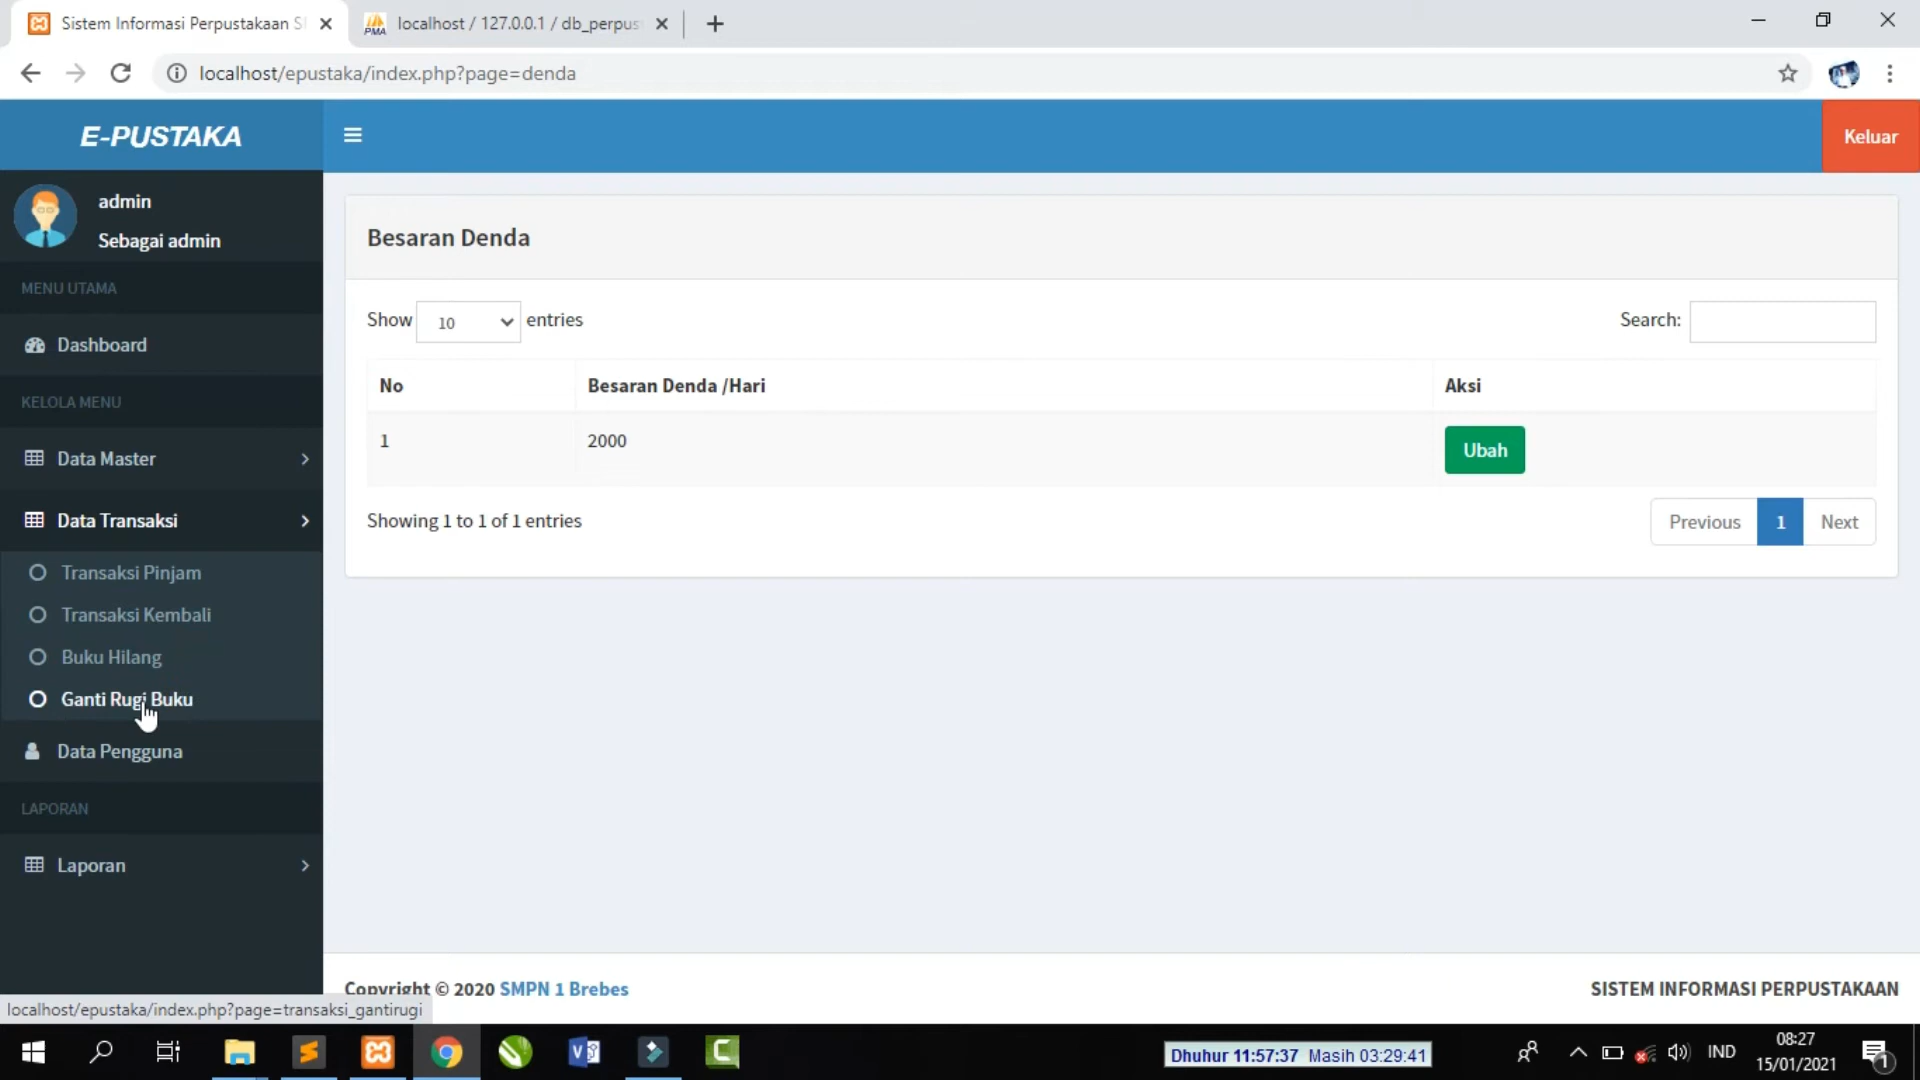 Sistem Informasi Perpustakaan S
localhost / 127.0.0.1 / db_perpus
localhost/epustaka/index.php?page=denda
E-PUSTAKA
Keluar
admin
Sebagai admin
MENU UTAMA
Dashboard
KELOLA MENU
Data Master
Data Transaksi
Transaksi Pinjam
Transaksi Kembali
Buku Hilang
Ganti Rugi Buku
Data Pengguna
LAPORAN
Laporan
Besaran Denda
Show 10 entries
Search:
No Besaran Denda /Hari Aksi
1 2000 Ubah
Showing 1 to 1 of 1 entries
Previous 1 Next
Copyright © 2020 SMPN 1 Brebes
SISTEM INFORMASI PERPUSTAKAAN
localhost/epustaka/index.php?page=transaksi_gantirugi
Dhuhur 11:57:37 Masih 03:29:41
IND
08:27
15/01/2021
1